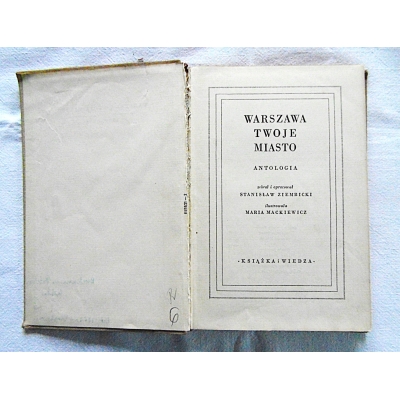 WARSZAWA
TWOJE
MIASTO
ANTOLOGIA
zebrał i opracował
STANISŁAW ZIEMBICKI
ilustrowała
MARIA MACKIEWICZ
·KSIĄŻKA i WIEDZA·